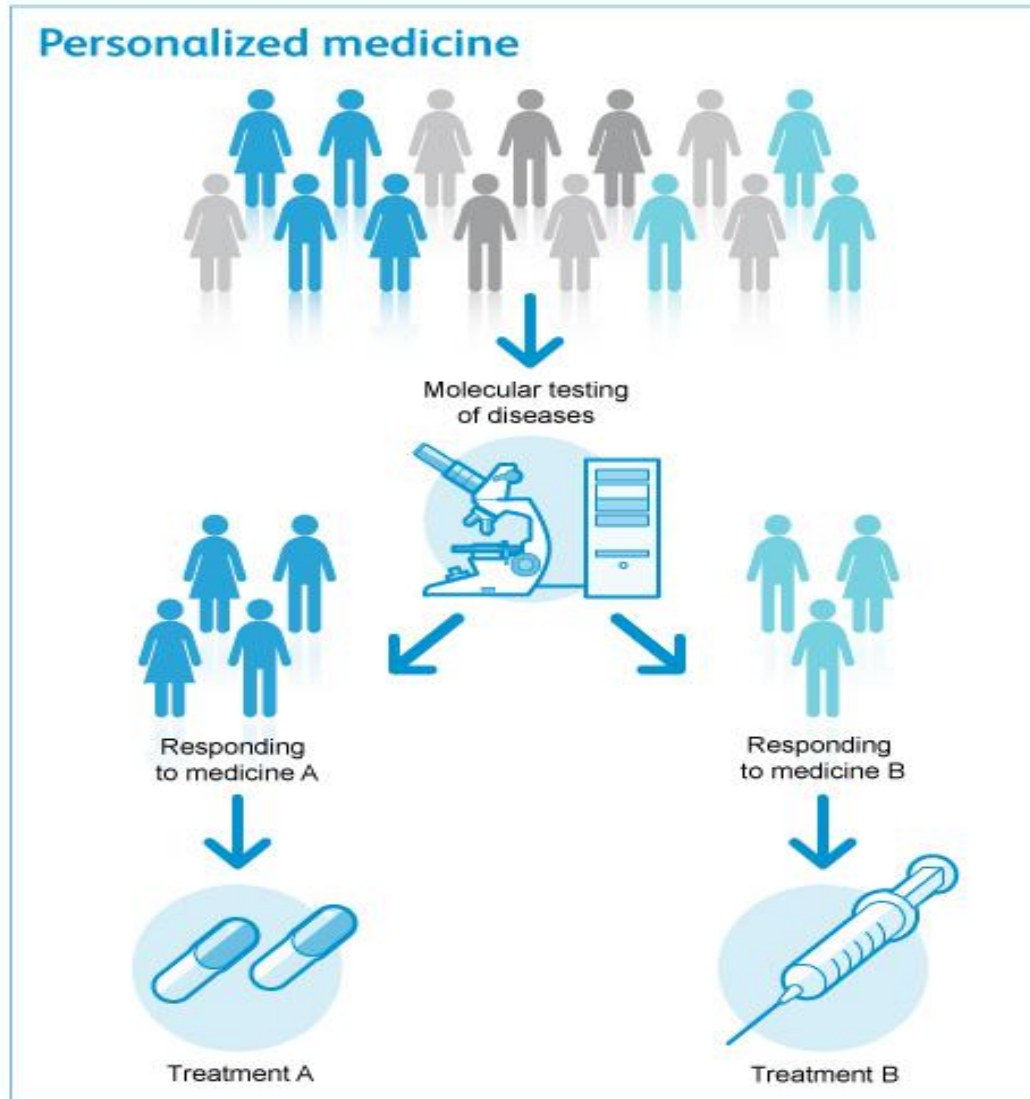 Personalized medicine
Molecular testing
of diseases
Responding
to medicine A
Responding
to medicine B
Treatment A
Treatment B